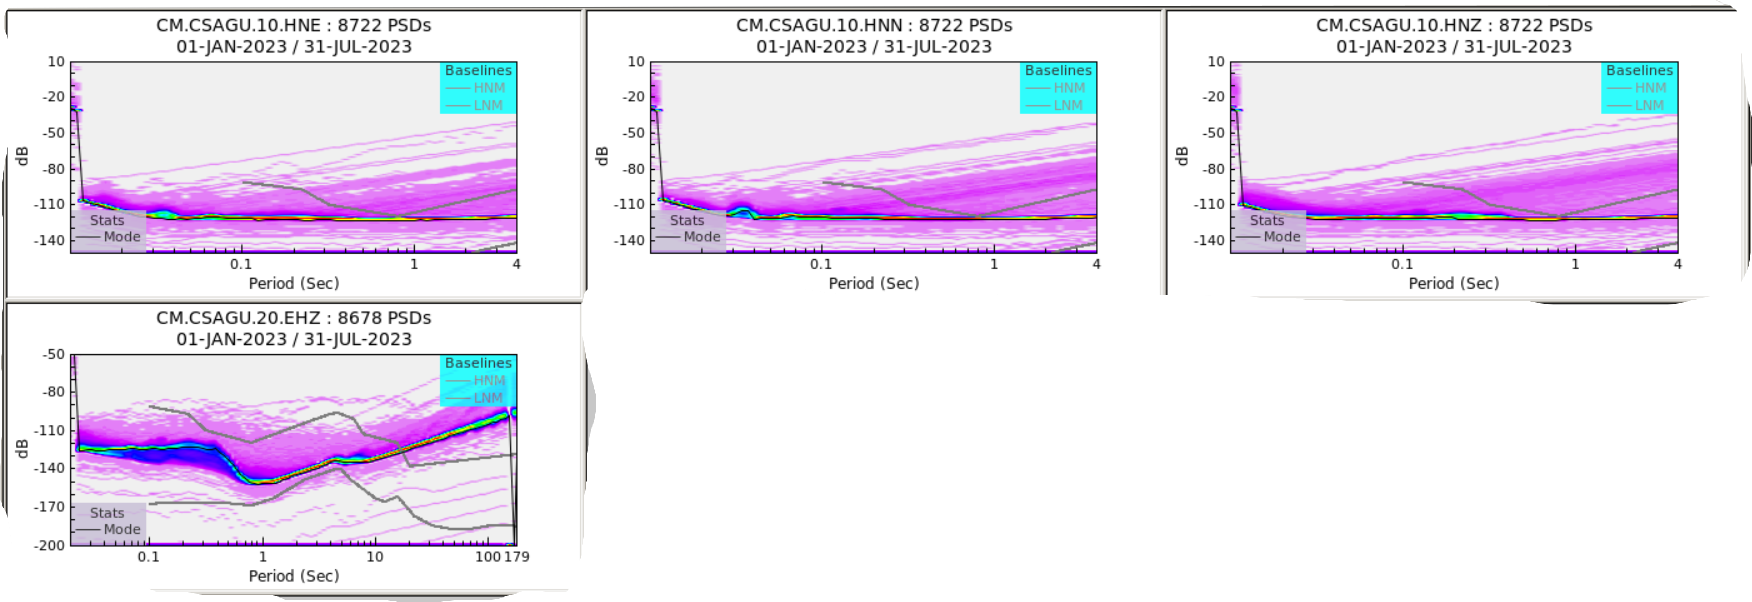 CM.CSAGU.10.HNE : 8722 PSDs
01-JAN-2023 / 31-JUL-2023
10
-20
-50
-80
-110
-140
dB
Baselines
HNM
LNM
Stats
Mode
0.1
1
4
Period (Sec)
CM.CSAGU.10.HNN : 8722 PSDs
01-JAN-2023 / 31-JUL-2023
10
-20
-50
-80
-110
-140
dB
Baselines
HNM
LNM
Stats
Mode
0.1
1
4
Period (Sec)
CM.CSAGU.10.HNZ : 8722 PSDs
01-JAN-2023 / 31-JUL-2023
10
-20
-50
-80
-110
-140
dB
Baselines
HNM
LNM
Stats
Mode
0.1
1
4
Period (Sec)
CM.CSAGU.20.EHZ : 8678 PSDs
01-JAN-2023 / 31-JUL-2023
-50
-80
-110
-140
-170
-200
dB
Baselines
HNM
LNM
Stats
Mode
0.1
1
10
100
179
Period (Sec)